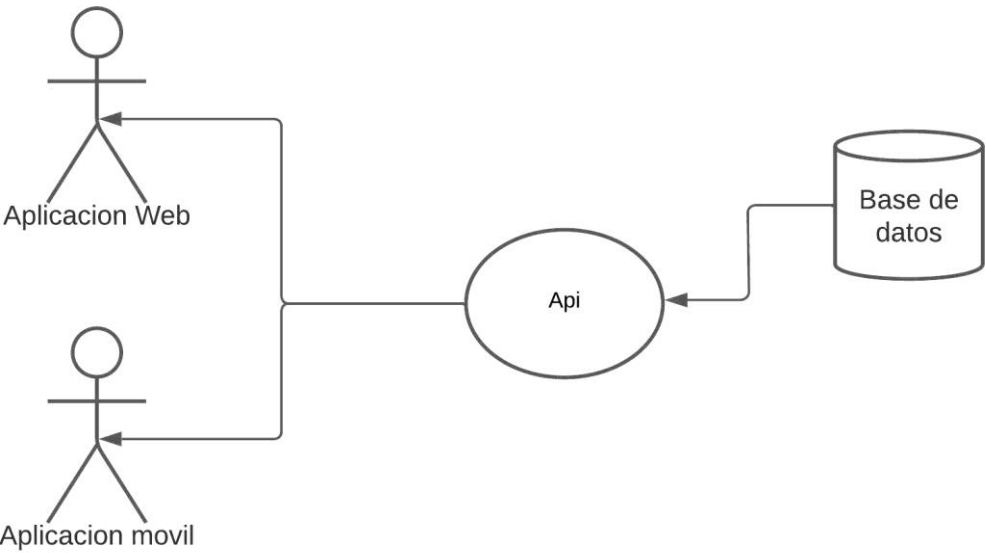 Aplicacion Web
Base de
datos
Api
Aplicacion movil